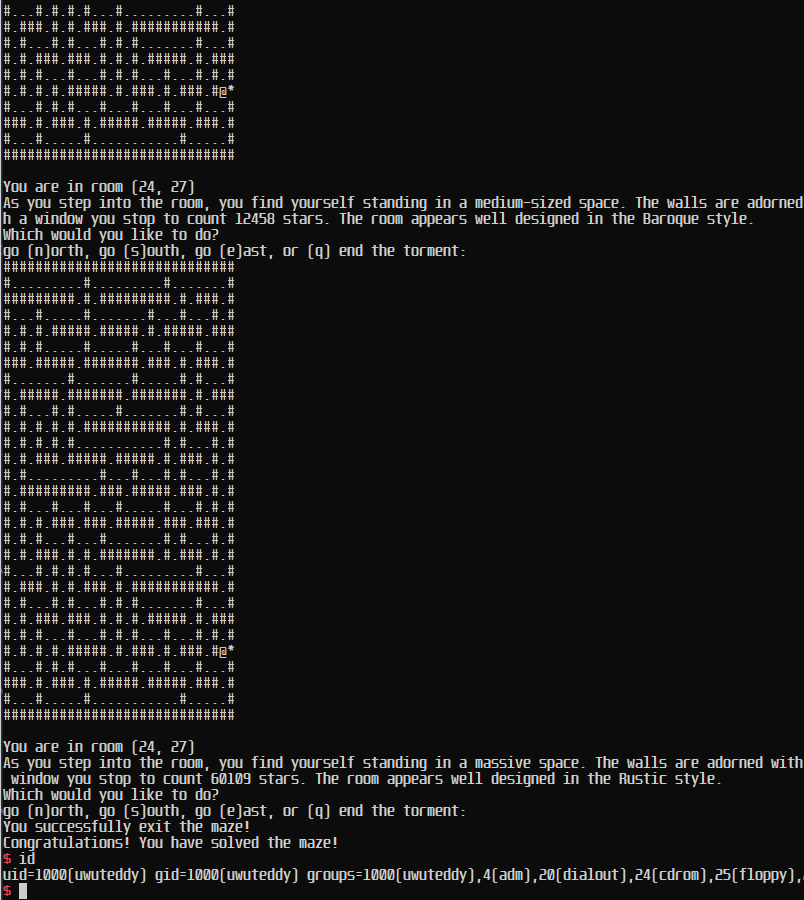 #...#.#.#.#...#.........#...#
#.###.#.#.###.#.###########.#
#.#...#.#...#.#.#.......#...#
#.#.###.###.#.#.#.#####.#.###
#.#.#...#...#.#.#...#...#.#.#
#.#.#.#.#####.#.###.#.###.#@*
#...#.#.#...#...#...#...#...#
###.#.###.#.#####.#####.###.#
#...#.....#...........#.....#
#############################
You are in room (24, 27)
As you step into the room, you find yourself standing in a medium-sized space. The walls are adorned
h a window you stop to count 12458 stars. The room appears well designed in the Baroque style.
Which would you like to do?
go (n)orth, go (s)outh, go (e)ast, or (q) end the torment:
#############################
#.........#.........#.......#
#########.#.#########.#.###.#
#...#.....#.......#...#...#.#
#.#.#.#####.#####.#.#####.###
#.#.#.....#.....#...#...#...#
###.#####.#######.###.#.###.#
#.......#.......#.....#.#...#
#.#####.#######.#######.#.###
#.#...#.#.....#.......#.#...#
#.#.#.#.#############.#.###.#
#.#.#.#.#...........#.#...#.#
#.#.###.#####.#####.#.###.#.#
#.#.........#...#...#.#...#.#
#.#########.###.#####.###.#.#
#.#...#...#...#.....#...#.#.#
#.#.#.###.###.#####.###.###.#
#.#.#...#...#.......#.#...#.#
#.#.###.#.#.#######.#.###.#.#
#...#.#.#.#...#.........#...#
#.###.#.#.###.#.###########.#
#.#...#.#...#.#.#.......#...#
#.#.###.###.#.#.#.#####.#.###
#.#.#...#...#.#.#...#...#.#.#
#.#.#.#.#####.#.###.#.###.#@*
#...#.#.#...#...#...#...#...#
###.#.###.#.#####.#####.###.#
#...#.....#...........#.....#
#############################
You are in room (24, 27)
As you step into the room, you find yourself standing in a massive space. The walls are adorned with
window you stop to count 60109 stars. The room appears well designed in the Rustic style.
Which would you like to do?
go (n)orth, go (s)outh, go (e)ast, or (q) end the torment:
You successfully exit the maze!
Congratulations! You have solved the maze!
$ id
uid=1000(uwuteddy) gid=1000(uwuteddy) groups=1000(uwuteddy),4(adm),20(dialout),24(cdrom),25(floppy),
$